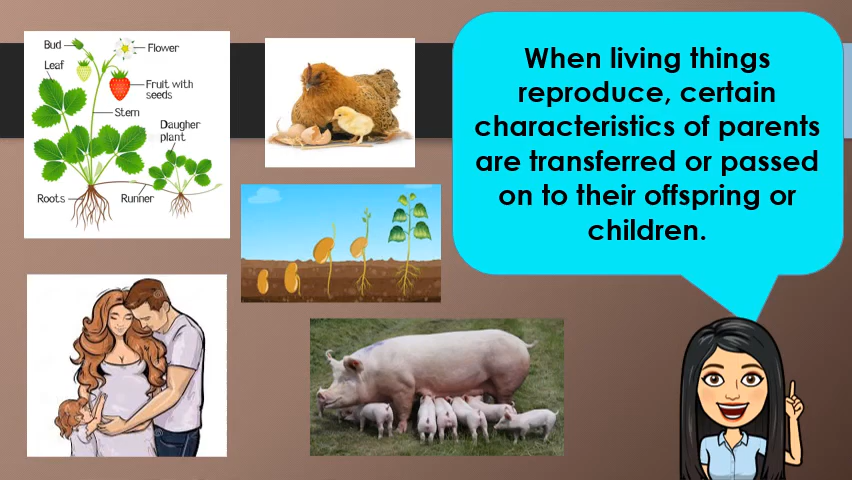 Bud
Flower
Leaf
Fruit with
seeds
Stem
Daugher
plant
Roots
Runner
When living things
reproduce, certain
characteristics of parents
are transferred or passed
on to their offspring or
children.